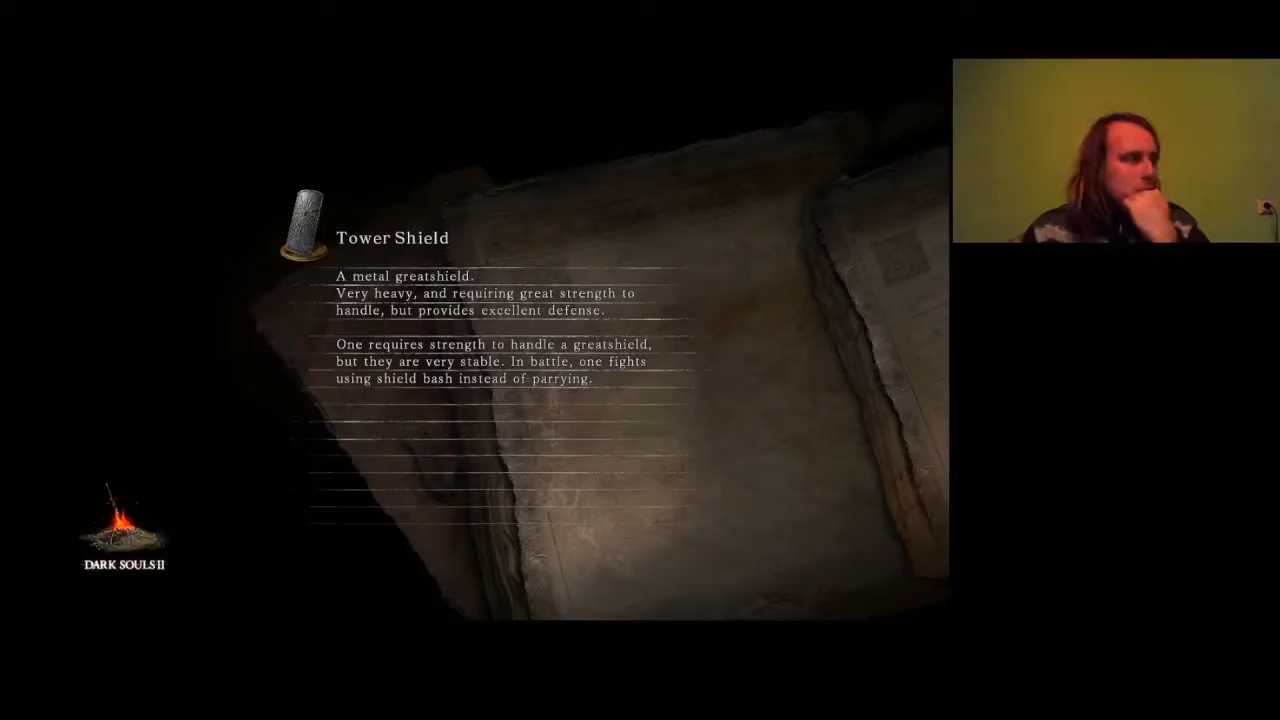 Tower Shield
A metal greatshield.
Very heavy, and requiring great strength to
handle, but provides excellent defense.
One requires strength to handle a greatshield,
but they are very stable. In battle, one fights
using shield bash instead of parrying.
DARK SOULS II